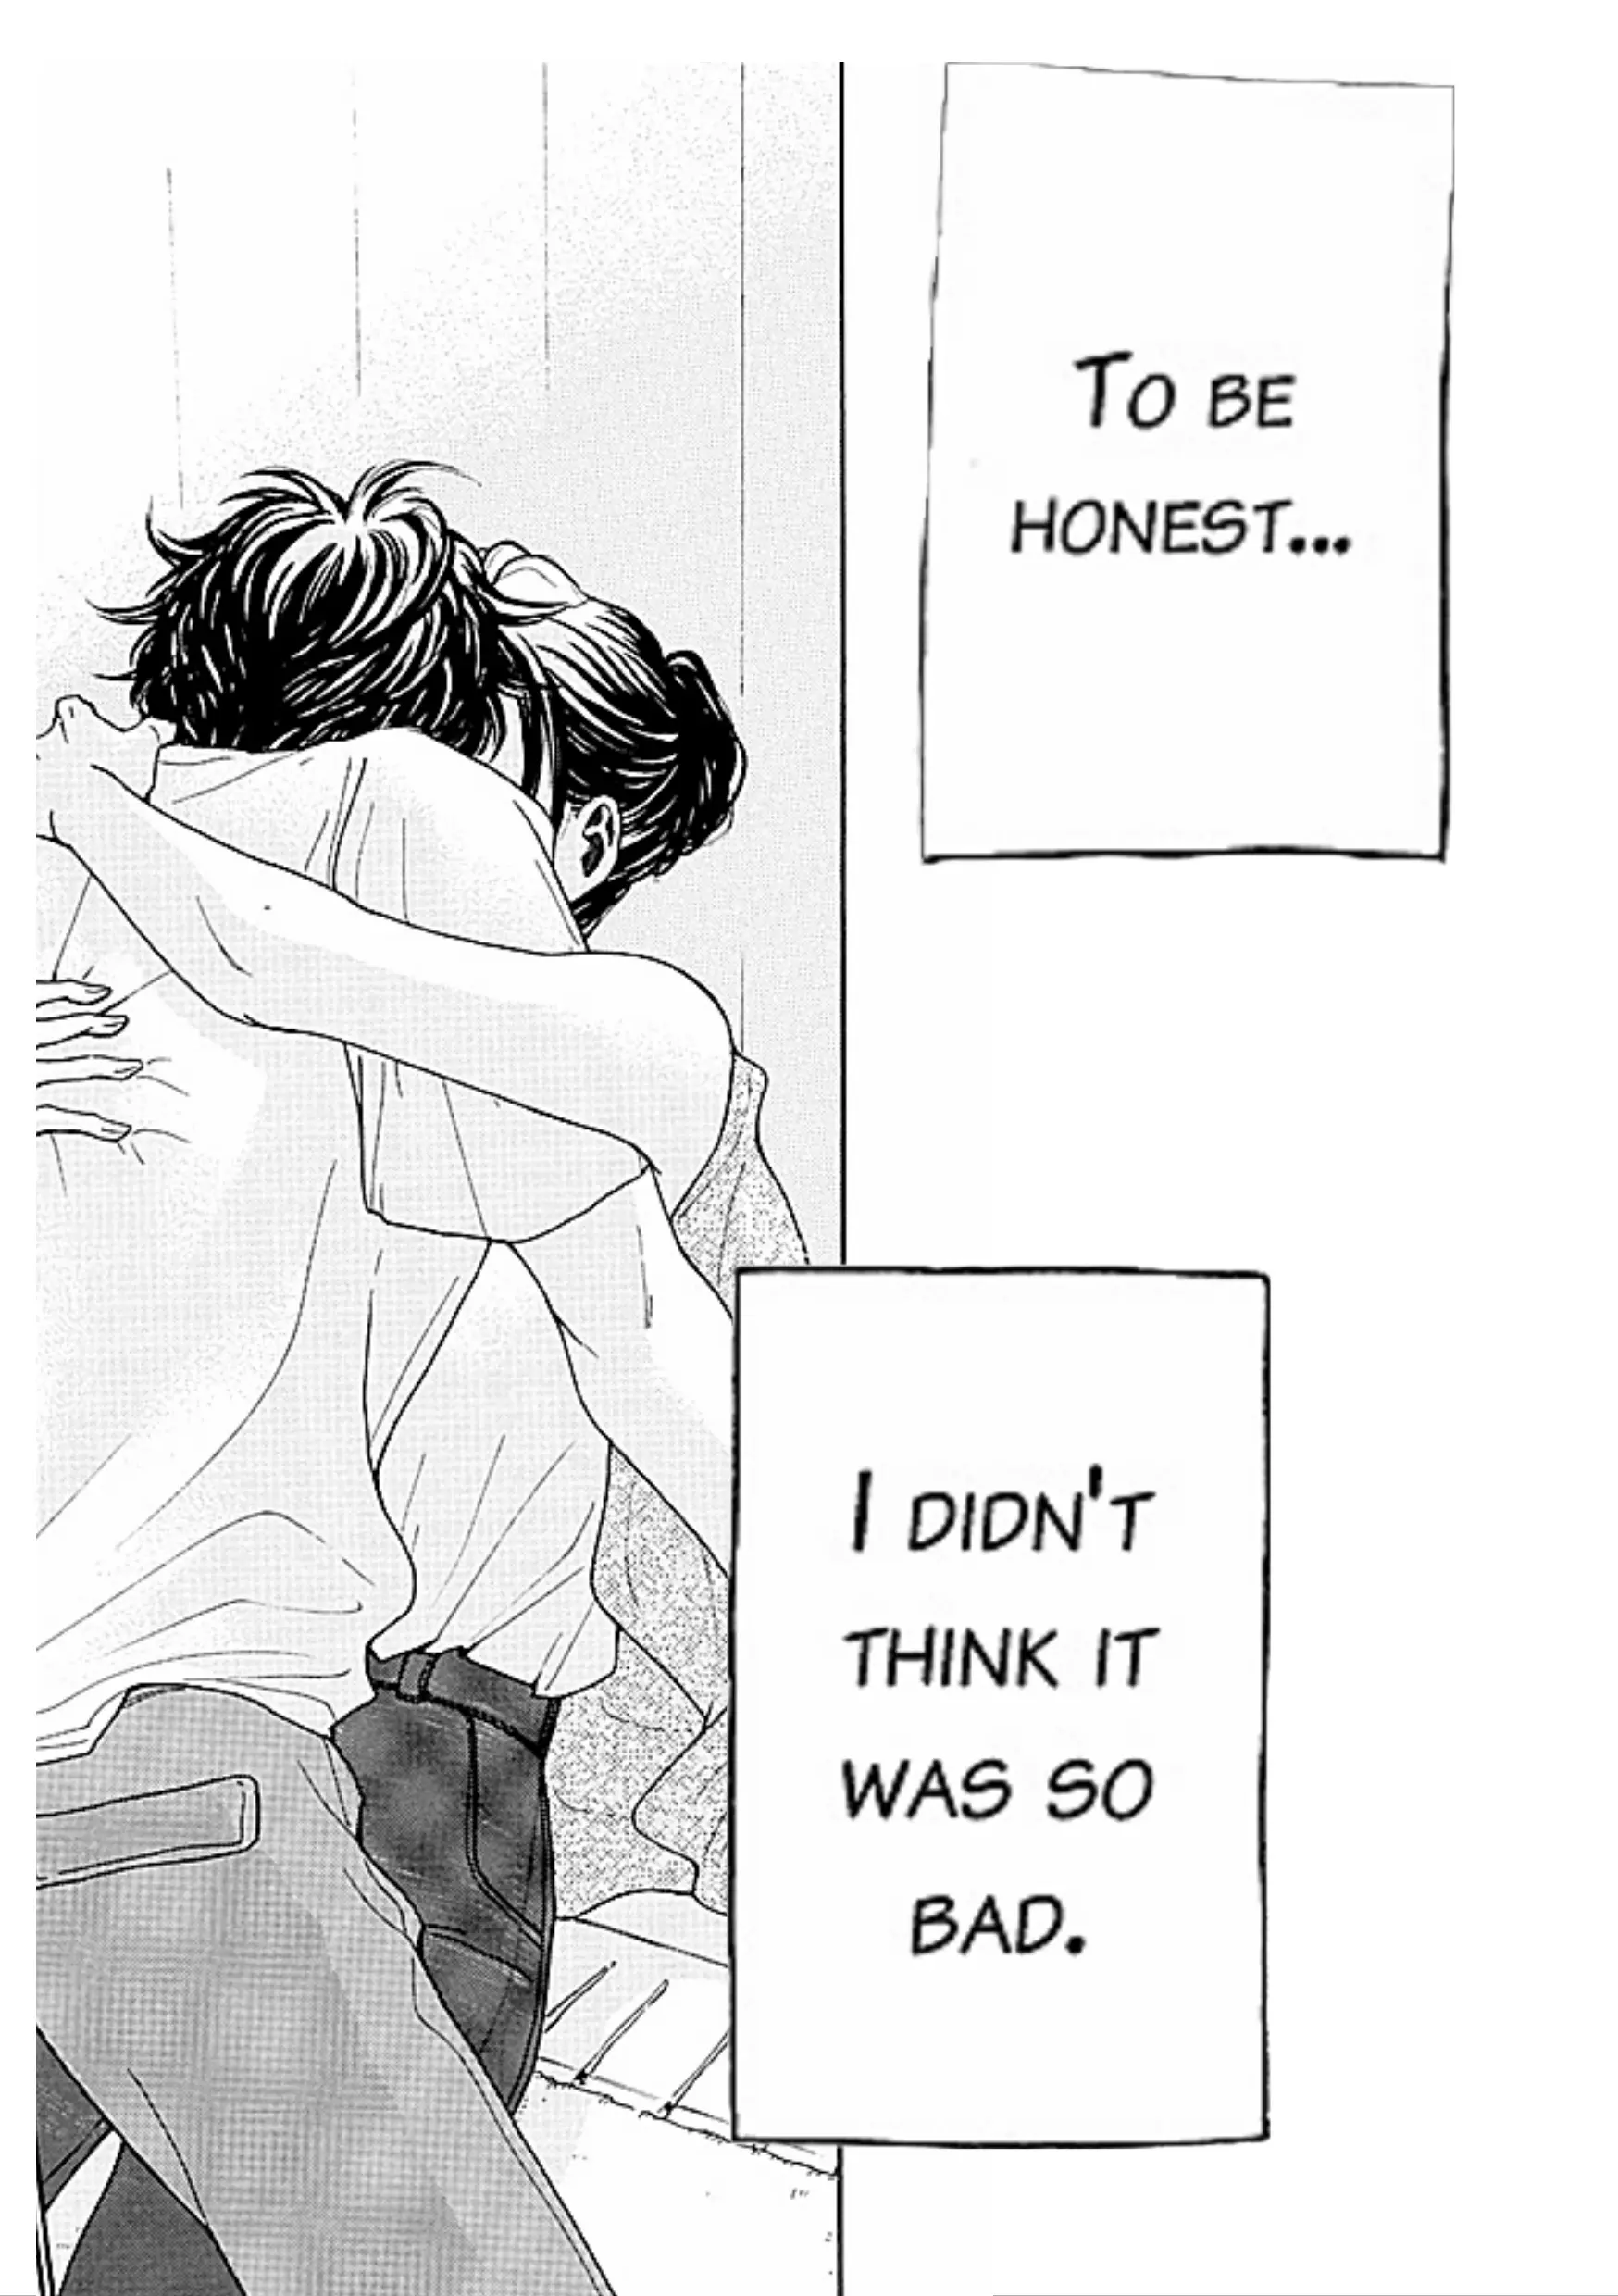 To be
honest...
I didn't
think it
was so
bad.